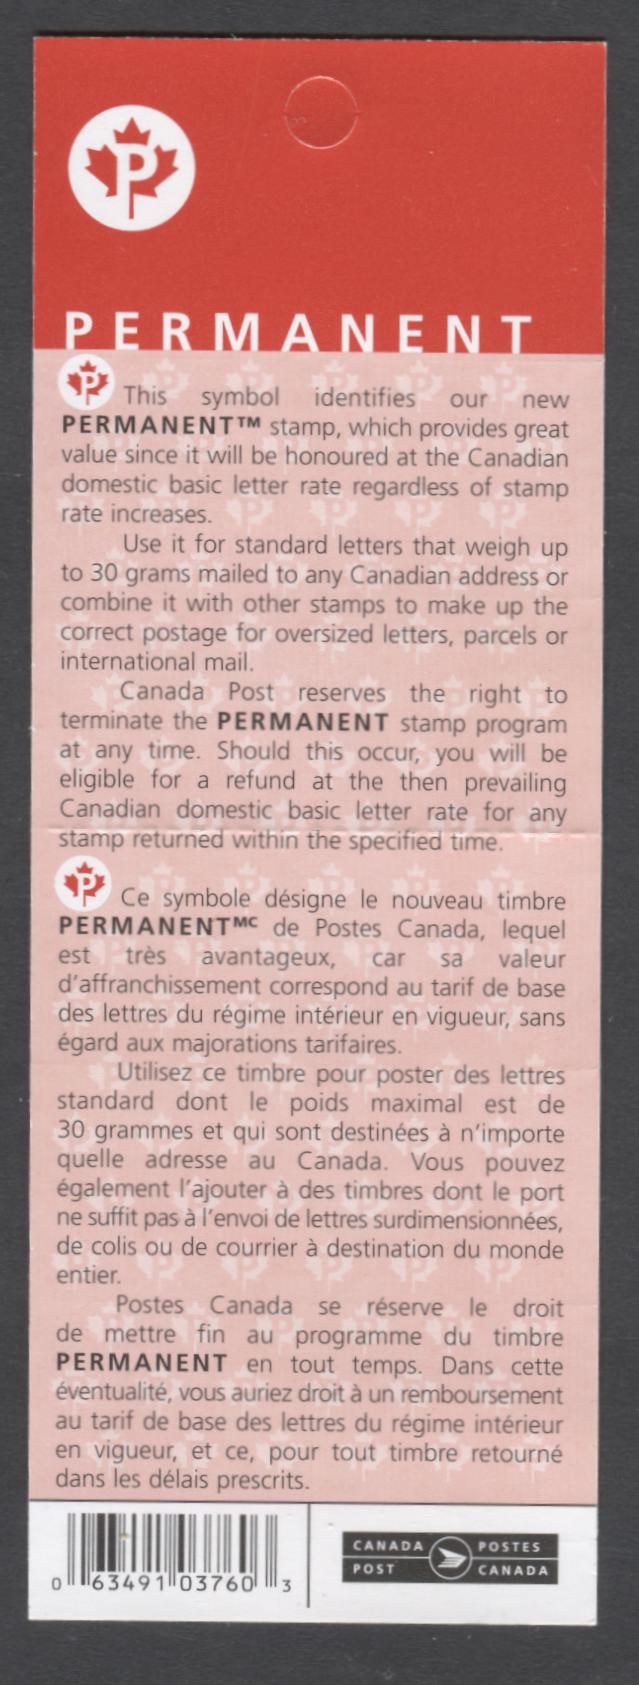 P
PERMANENT
P This symbol identifies our new
PERMANENT™ stamp, which provides great
value since it will be honoured at the Canadian
domestic basic letter rate regardless of stamp
rate increases.
Use it for standard letters that weigh up
to 30 grams mailed to any Canadian address or
combine it with other stamps to make up the
correct postage for oversized letters, parcels or
international mail.
Canada Post reserves the right to
terminate the PERMANENT stamp program
at any time. Should this occur, you will be
eligible for a refund at the then prevailing
Canadian domestic basic letter rate for any
stamp returned within the specified time.
P Ce symbole désigne le nouveau timbre
PERMANENTᴹᶜ de Postes Canada, lequel
est très avantageux, car sa valeur
d'affranchissement correspond au tarif de base
des lettres du régime intérieur en vigueur, sans
égard aux majorations tarifaires.
Utilisez ce timbre pour poster des lettres
standard dont le poids maximal est de
30 grammes et qui sont destinées à n'importe
quelle adresse au Canada. Vous pouvez
également l'ajouter à des timbres dont le port
ne suffit pas à l'envoi de lettres surdimensionnées,
de colis ou de courrier à destination du monde
entier.
Postes Canada se réserve le droit
de mettre fin au programme du timbre
PERMANENT en tout temps. Dans cette
éventualité, vous auriez droit à un remboursement
au tarif de base des lettres du régime intérieur
en vigueur, et ce, pour tout timbre retourné
dans les délais prescrits.
0 63491 03760 3
CANADA POSTES
POST CANADA